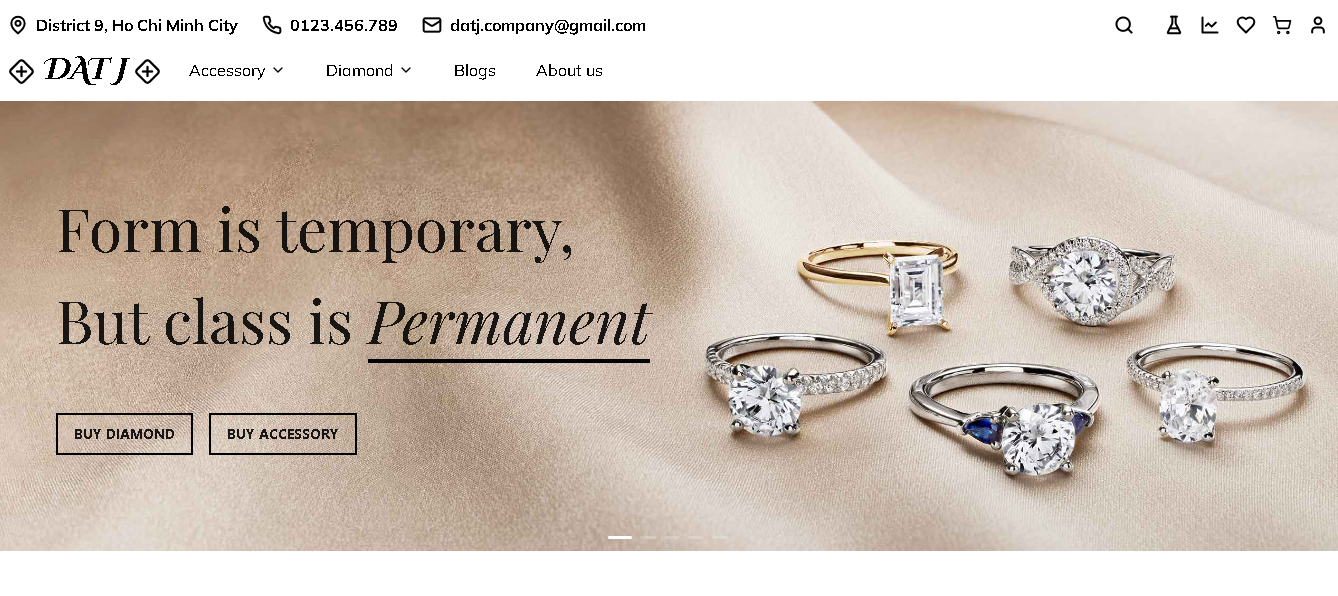 District 9, Ho Chi Minh City 0123.456.789 datj.company@gmail.com
DATJ Accessory Diamond Blogs About us
Form is temporary,
But class is Permanent
BUY DIAMOND BUY ACCESSORY